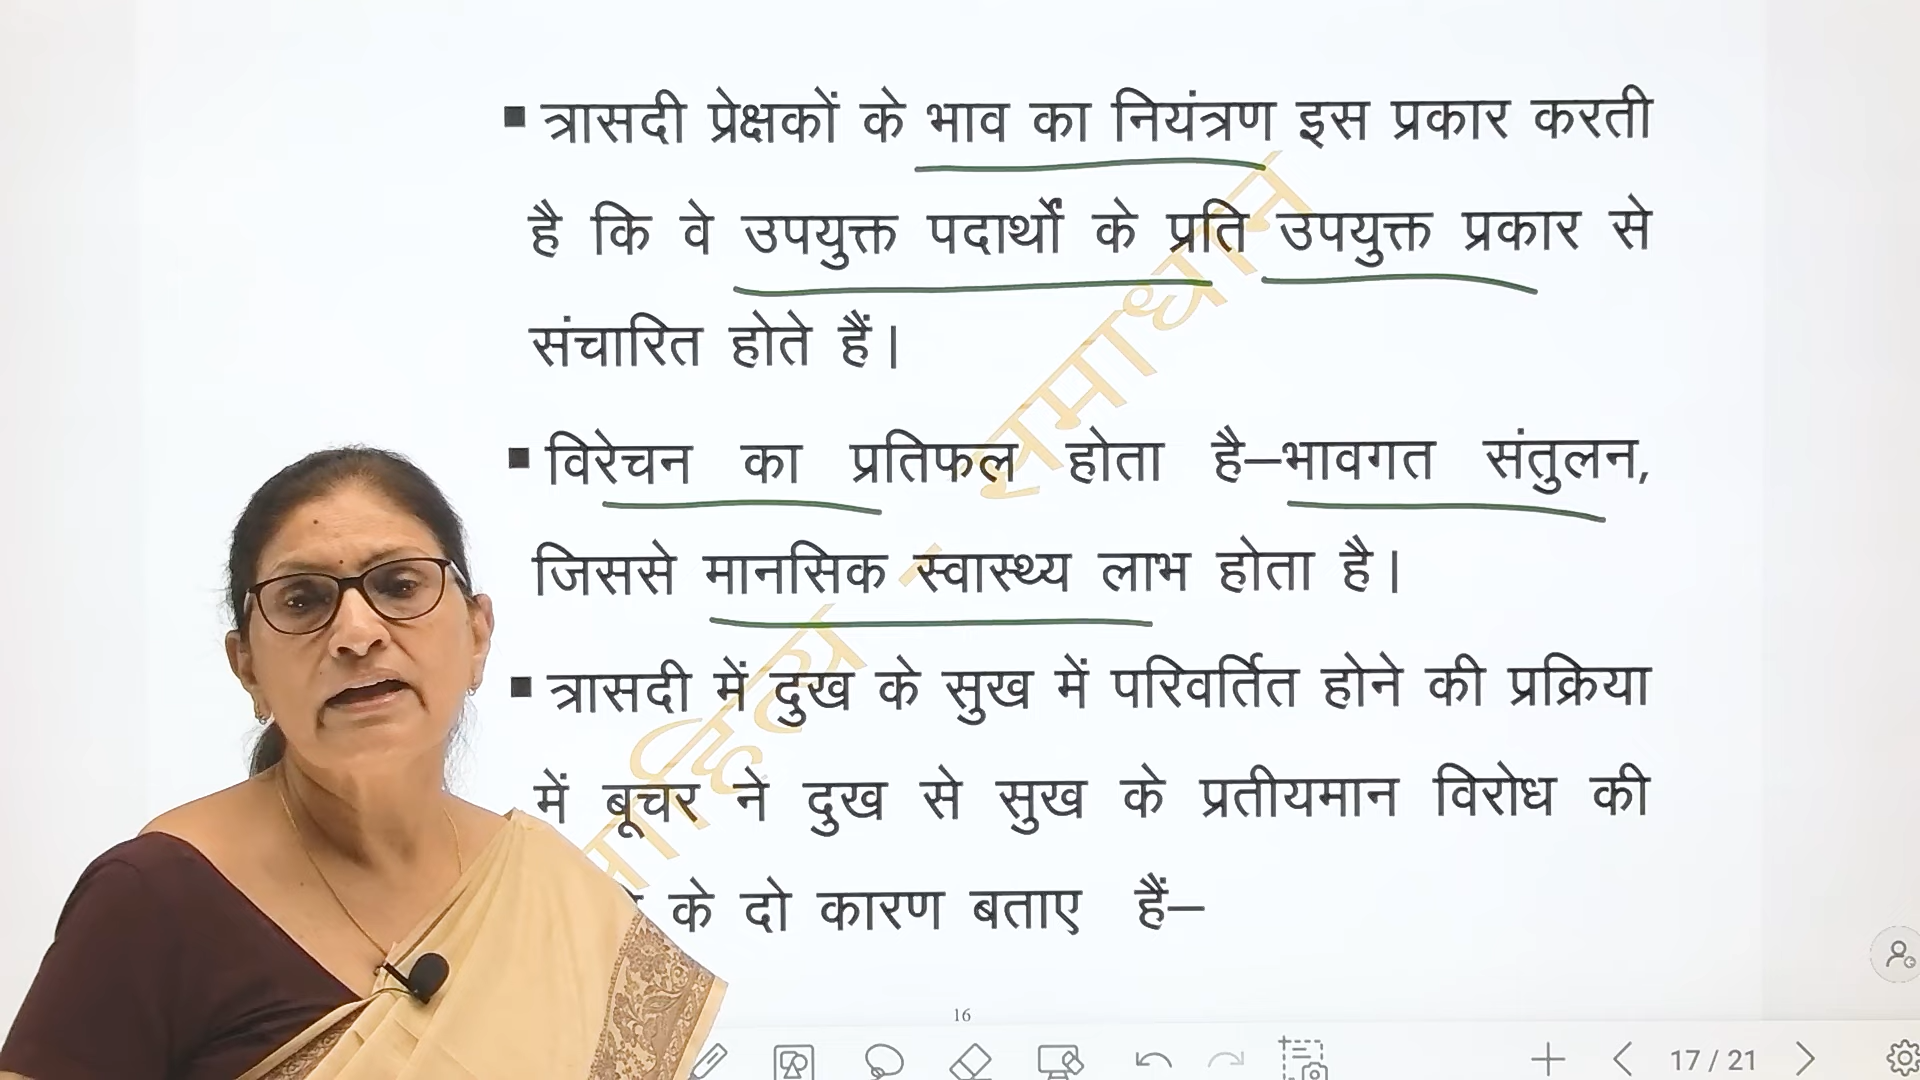 ▪ त्रासदी प्रेक्षकों के भाव का नियंत्रण इस प्रकार करती
है कि वे उपयुक्त पदार्थों के प्रति उपयुक्त प्रकार से
संचारित होते हैं।
▪ विरेचन का प्रतिफल होता है–भावगत संतुलन,
जिससे मानसिक स्वास्थ्य लाभ होता है।
▪ त्रासदी में दुख के सुख में परिवर्तित होने की प्रक्रिया
में बूचर ने दुख से सुख के प्रतीयमान विरोध की
के दो कारण बताए हैं–
साहित्य - समाधान
16
17 / 21